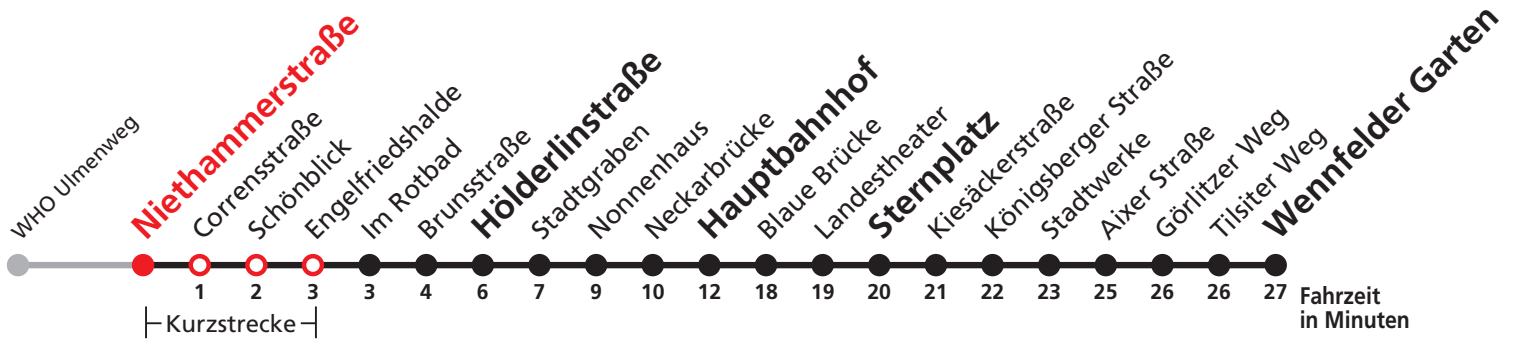 WHO Ulmenweg
Niethammerstraße
Corrensstraße
Schönblick
Engelfriedshalde
Im Rotbad
Brunsstraße
Hölderlinstraße
Stadtgraben
Nonnenhaus
Neckarbrücke
Hauptbahnhof
Blaue Brücke
Landestheater
Sternplatz
Kiesäckerstraße
Königsberger Straße
Stadtwerke
Aixer Straße
Görlitzer Weg
Tilsiter Weg
Wennfelder Garten
1 2 3 3 4 6 7 9 10 12 18 19 20 21 22 23 25 26 26 27
Fahrzeit
in Minuten
Kurzstrecke